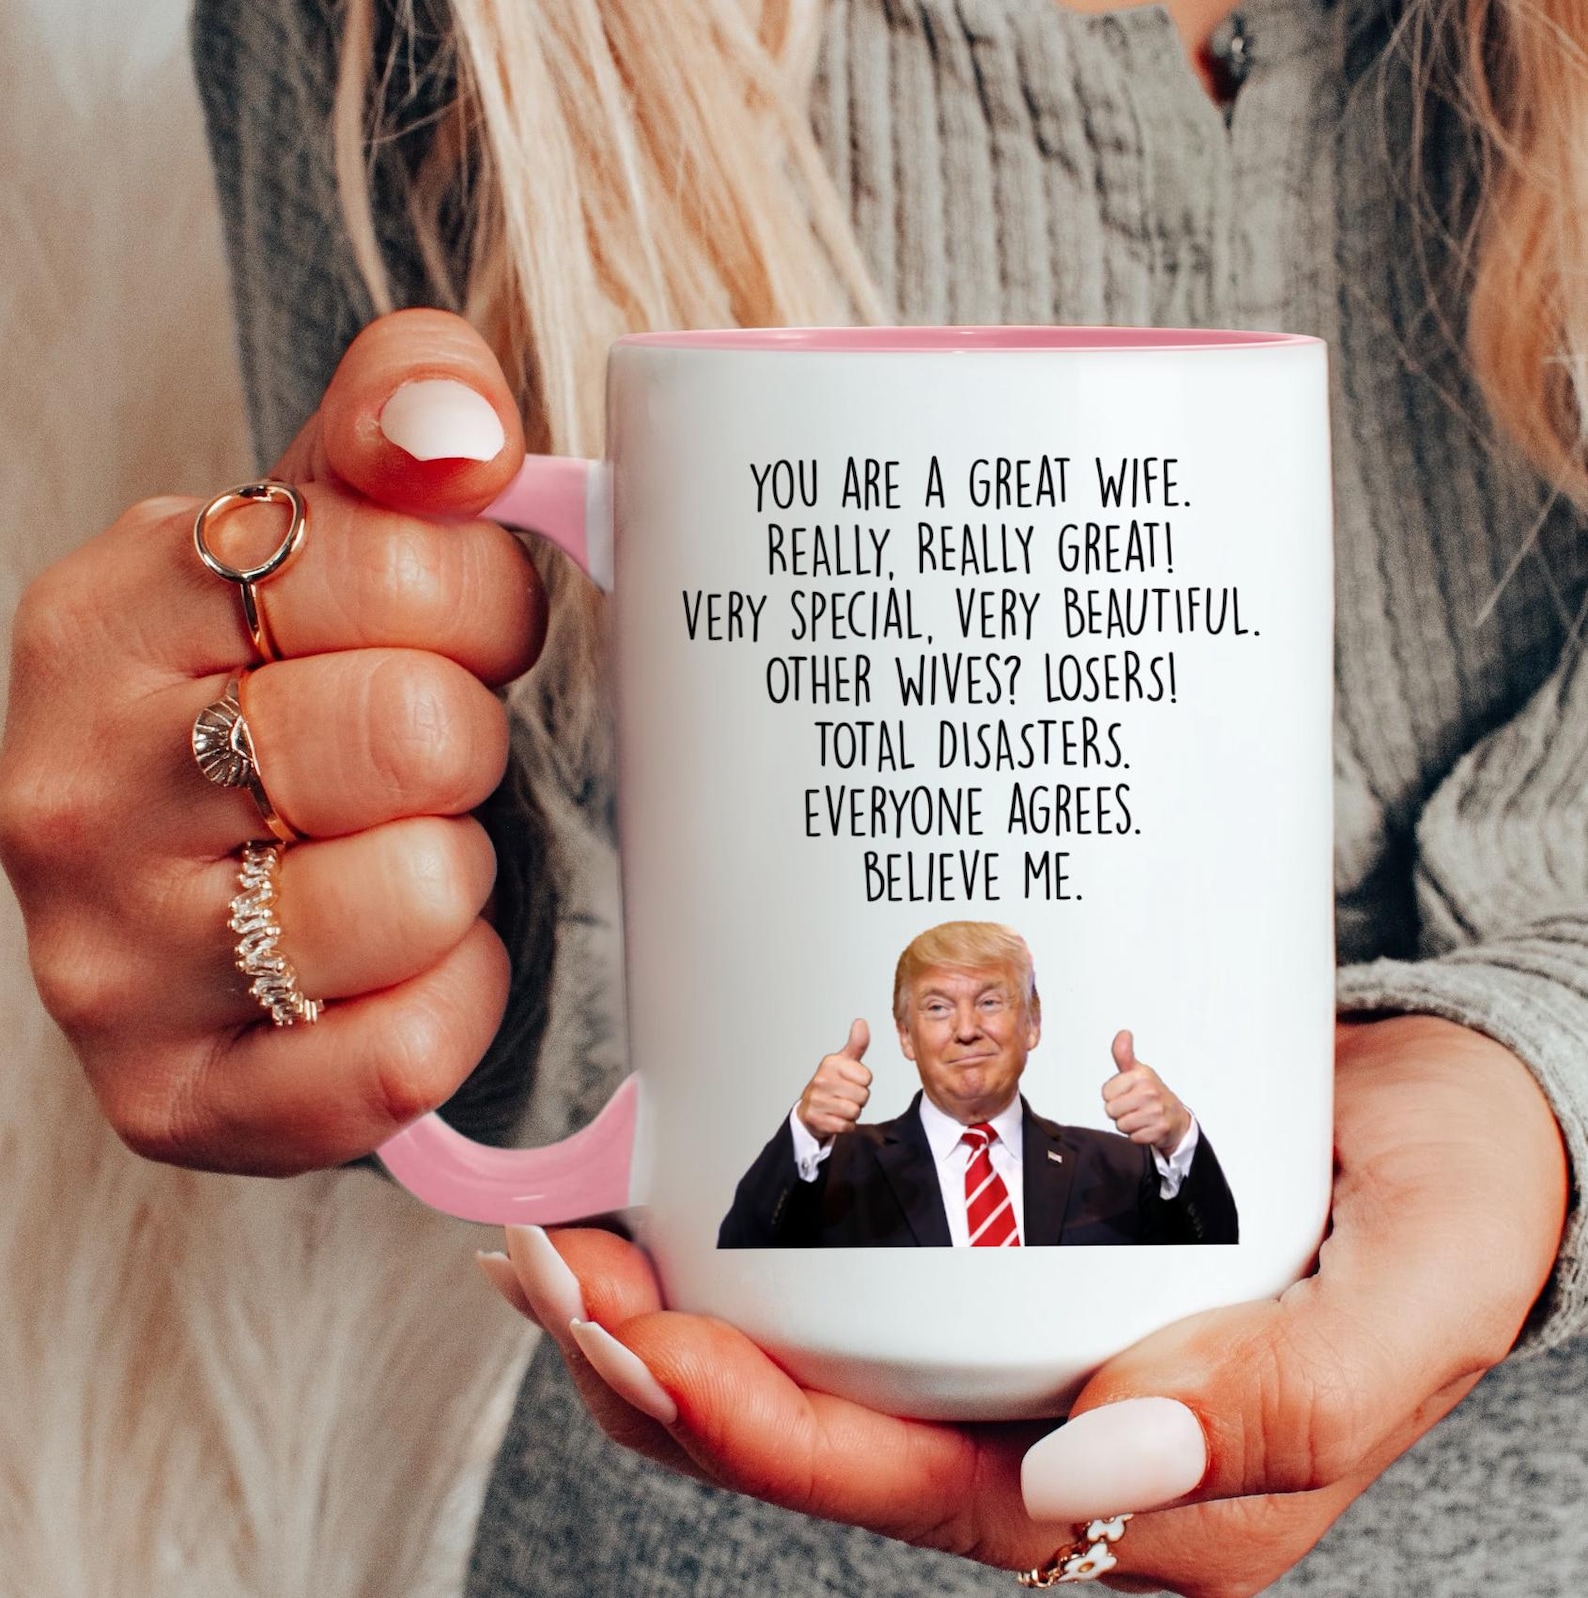 YOU ARE A GREAT WIFE.
REALLY, REALLY GREAT!
VERY SPECIAL, VERY BEAUTIFUL.
OTHER WIVES? LOSERS!
TOTAL DISASTERS.
EVERYONE AGREES.
BELIEVE ME.